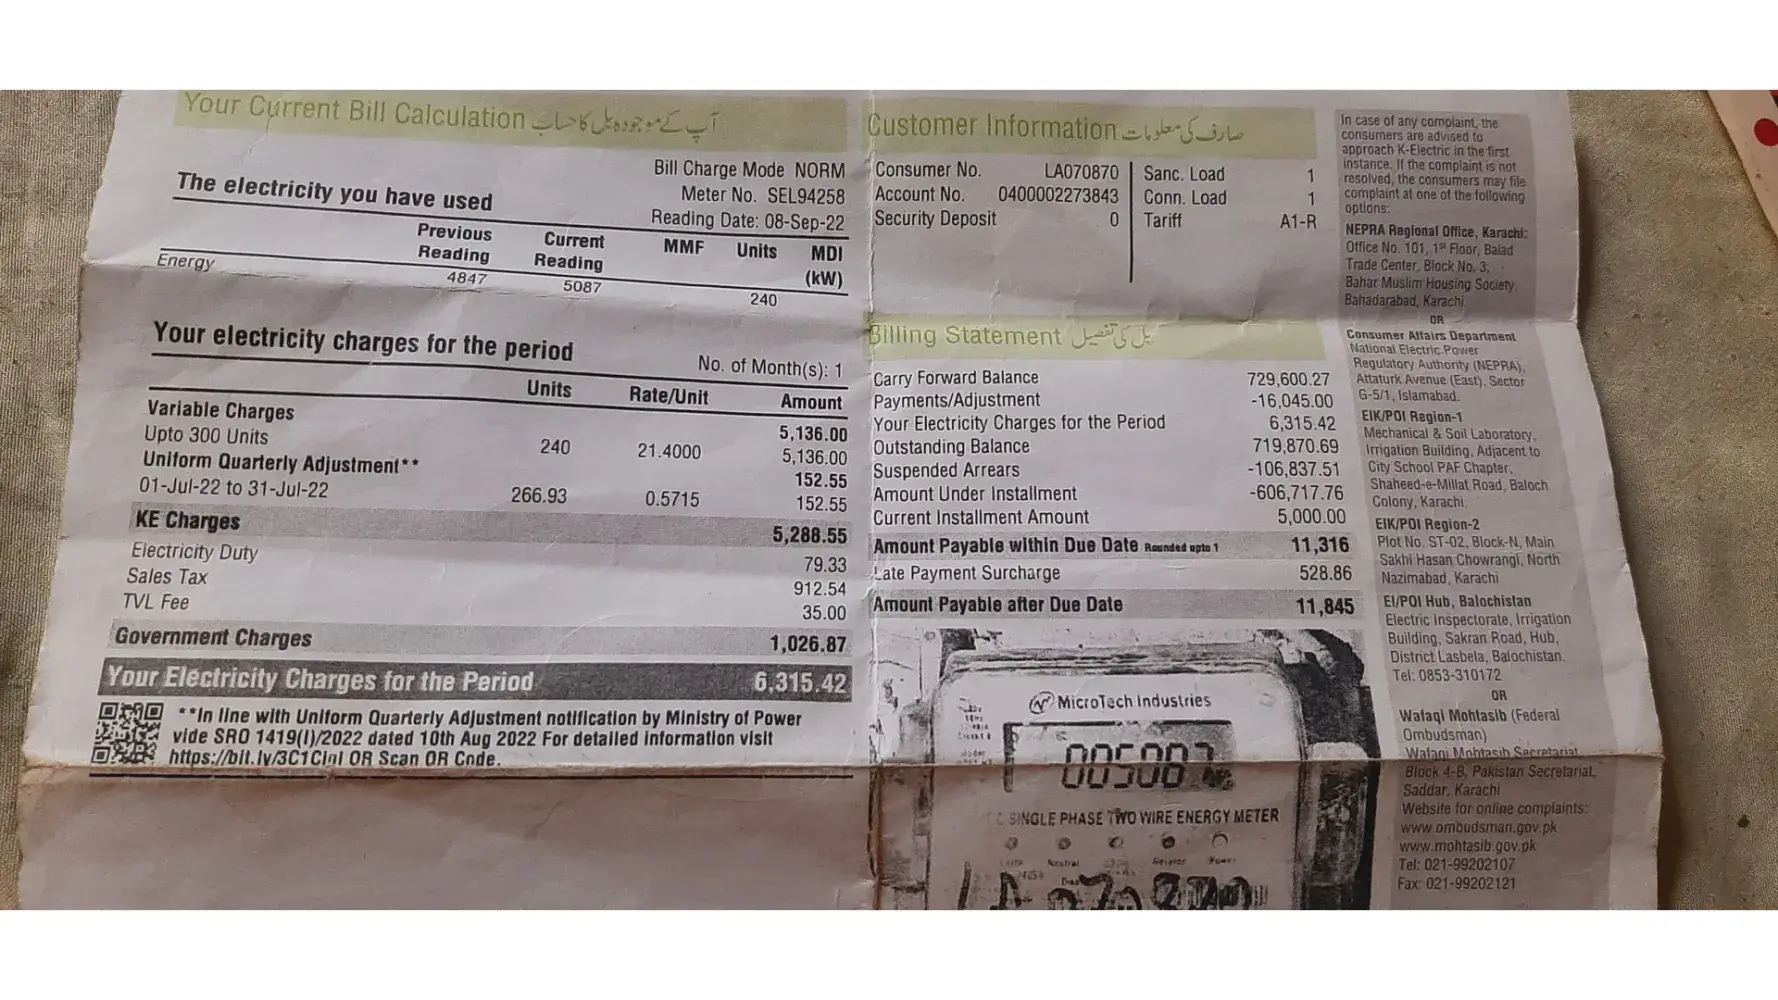 Your Current Bill Calculation آپ کے موجودہ بل کا حساب
Bill Charge Mode NORM
The electricity you have used
Meter No. SEL94258
Reading Date: 08-Sep-22
Previous Reading Current Reading MMF Units MDI (kW)
Energy 4847 5087 240
Your electricity charges for the period
No. of Month(s): 1
Units Rate/Unit Amount
Variable Charges 5,136.00
Upto 300 Units 240 21.4000 5,136.00
Uniform Quarterly Adjustment** 152.55
01-Jul-22 to 31-Jul-22 266.93 0.5715 152.55
KE Charges 5,288.55
Electricity Duty 79.33
Sales Tax 912.54
TVL Fee 35.00
Government Charges 1,026.87
Your Electricity Charges for the Period 6,315.42
**In line with Uniform Quarterly Adjustment notification by Ministry of Power
vide SRO 1419(I)/2022 dated 10th Aug 2022 For detailed information visit
OR Scan QR Code.
Customer Information صارف کی معلومات
Consumer No. LA070870
Account No. 0400002273843
Security Deposit 0
Sanc. Load 1
Conn. Load 1
Tariff A1-R
Billing Statement بل کی تفصیل
Carry Forward Balance 729,600.27
Payments/Adjustment -16,045.00
Your Electricity Charges for the Period 6,315.42
Outstanding Balance 719,870.69
Suspended Arrears -106,837.51
Amount Under Installment -606,717.76
Current Installment Amount 5,000.00
Amount Payable within Due Date Rounded upto 1 11,316
Late Payment Surcharge 528.86
Amount Payable after Due Date 11,845
MicroTech Industries
005087
SINGLE PHASE TWO WIRE ENERGY METER
Neutral Reverse Power
LA 070870
In case of any complaint, the
consumers are advised to
approach K-Electric in the first
instance. If the complaint is not
resolved, the consumers may file
complaint at one of the following
options:
NEPRA Regional Office, Karachi:
Office No. 101, 1st Floor, Balad
Trade Center, Block No. 3,
Bahar Muslim Housing Society,
Bahadarabad, Karachi.
OR
Consumer Affairs Department
National Electric Power
Regulatory Authority (NEPRA),
Attaturk Avenue (East), Sector
G-5/1, Islamabad.
EIK/POI Region-1
Mechanical & Soil Laboratory,
Irrigation Building, Adjacent to
City School PAF Chapter,
Shaheed-e-Millat Road, Baloch
Colony, Karachi.
EIK/POI Region-2
Plot No. ST-02, Block-N, Main
Sakhi Hasan Chowrangi, North
Nazimabad, Karachi
EI/POI Hub, Balochistan
Electric Inspectorate, Irrigation
Building, Sakran Road, Hub,
District Lasbela, Balochistan.
Tel: 0853-310172
OR
Wafaqi Mohtasib (Federal
Ombudsman)
Wafaqi Mohtasib Secretariat
Block 4-B, Pakistan Secretariat,
Saddar, Karachi
Website for online complaints:
www.ombudsman.gov.pk
www.mohtasib.gov.pk
Tel: 021-99202107
Fax: 021-99202121